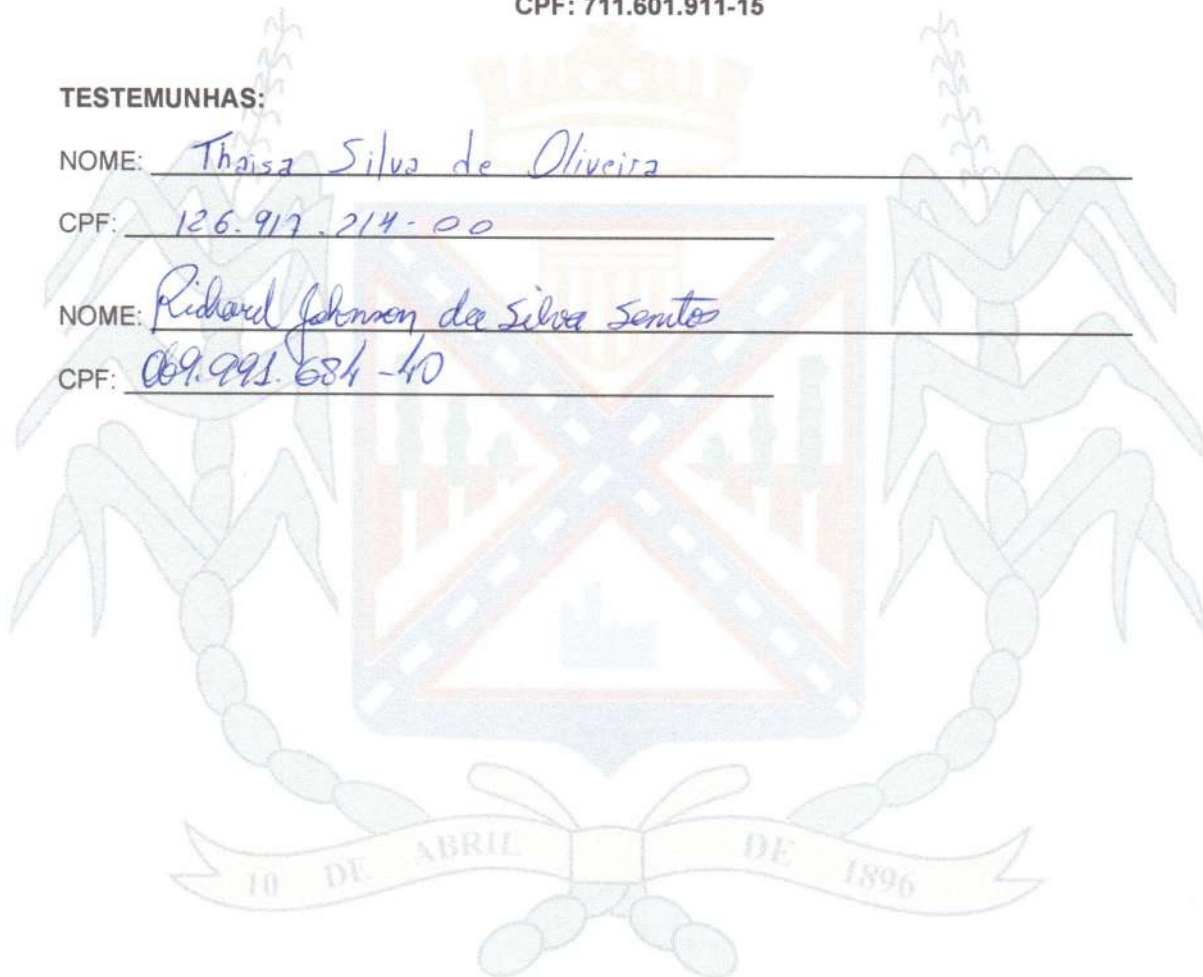 CPF: 711.601.911-15
TESTEMUNHAS:
NOME: Thaisa Silva de Oliveira
CPF: 126.917.214-00
NOME: Richard Johnson da Silva Santos
CPF: 069.991.684-40
10 DE ABRIL DE 1896